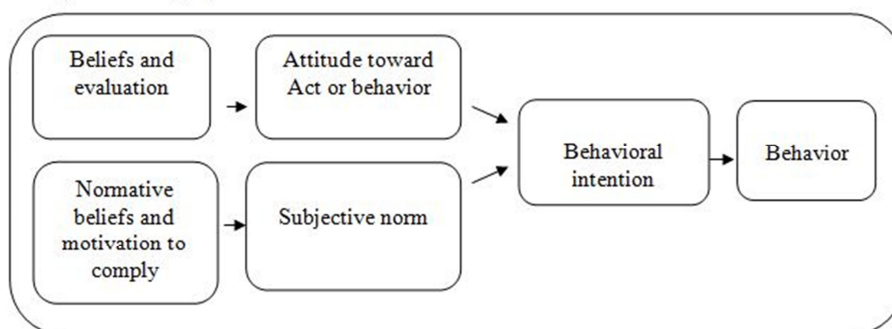 Beliefs and
evaluation
Attitude toward
Act or behavior
Normative
beliefs and
motivation to
comply
Subjective norm
Behavioral
intention
Behavior